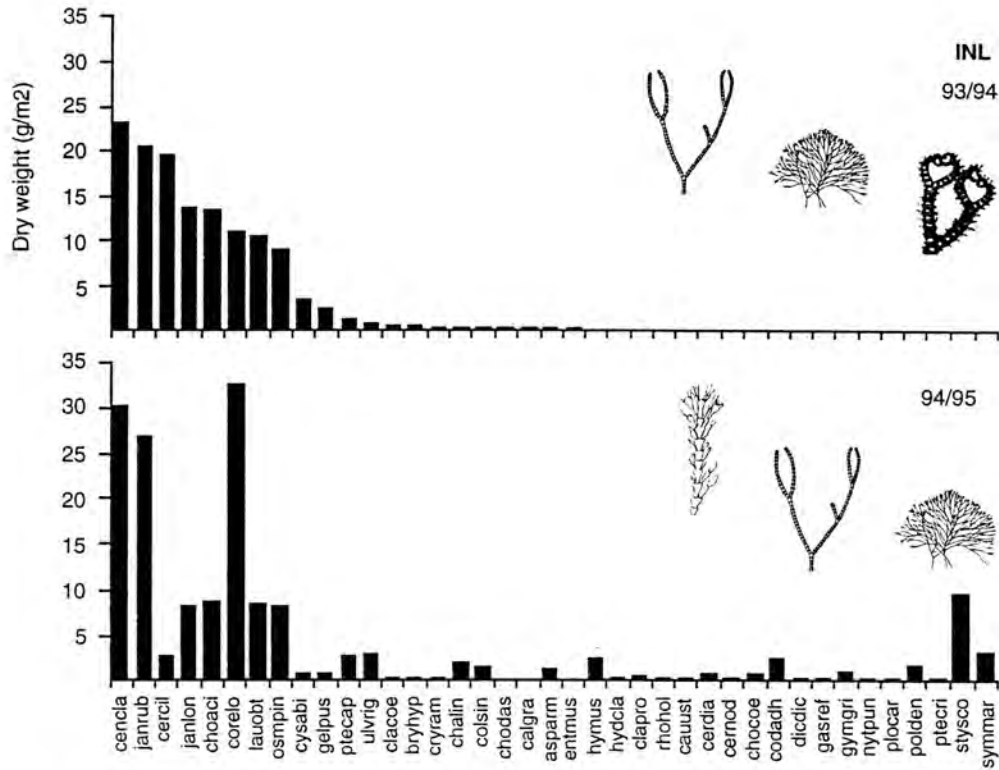 35
30
25
20
15
10
5
Dry weight (g/m2)
INL
93/94
35
30
25
20
15
10
5
94/95
cencla
janrub
cercil
janlon
choaci
corelo
lauobt
osmpin
cysabi
gelpus
ptecap
ulvrig
clacoe
bryhyp
cryram
chalin
colsin
chodas
calgra
asparm
entmus
hymus
hydcla
clapro
rhohol
cauust
cerdia
cernod
chocoe
codadh
dicdic
gasref
gymgri
nytpun
plocar
polden
ptecri
stysco
symmar